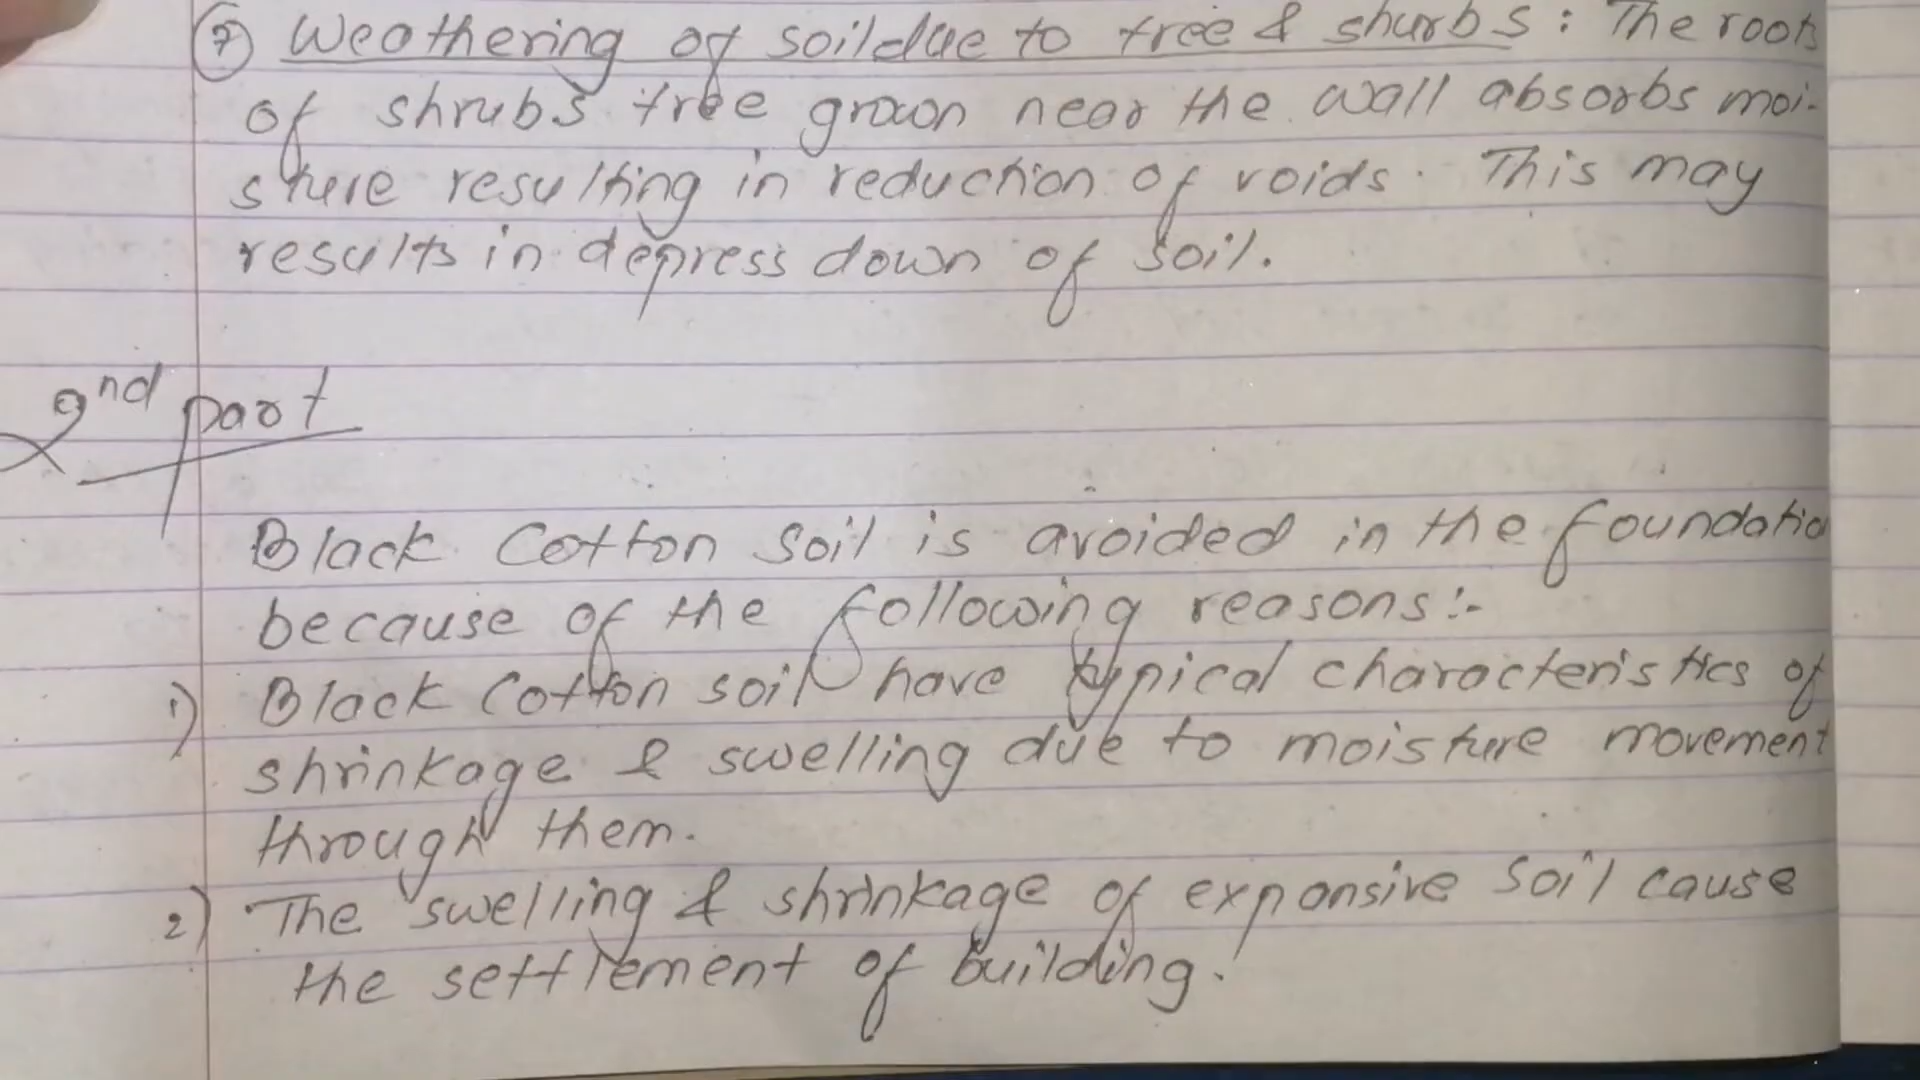 7 Weathering of soil due to tree & shurbs : The roots
of shrubs tree grown near the wall absorbs moi-
sture resulting in reduction of voids. This may
results in depress down of soil.
2nd part
Black Cotton soil is avoided in the foundatio
because of the following reasons :-
1) Black Cotton soil have typical characteristics of
shrinkage & swelling due to moisture movement
through them.
2) The swelling & shrinkage of expansive soil cause
the settlement of building.